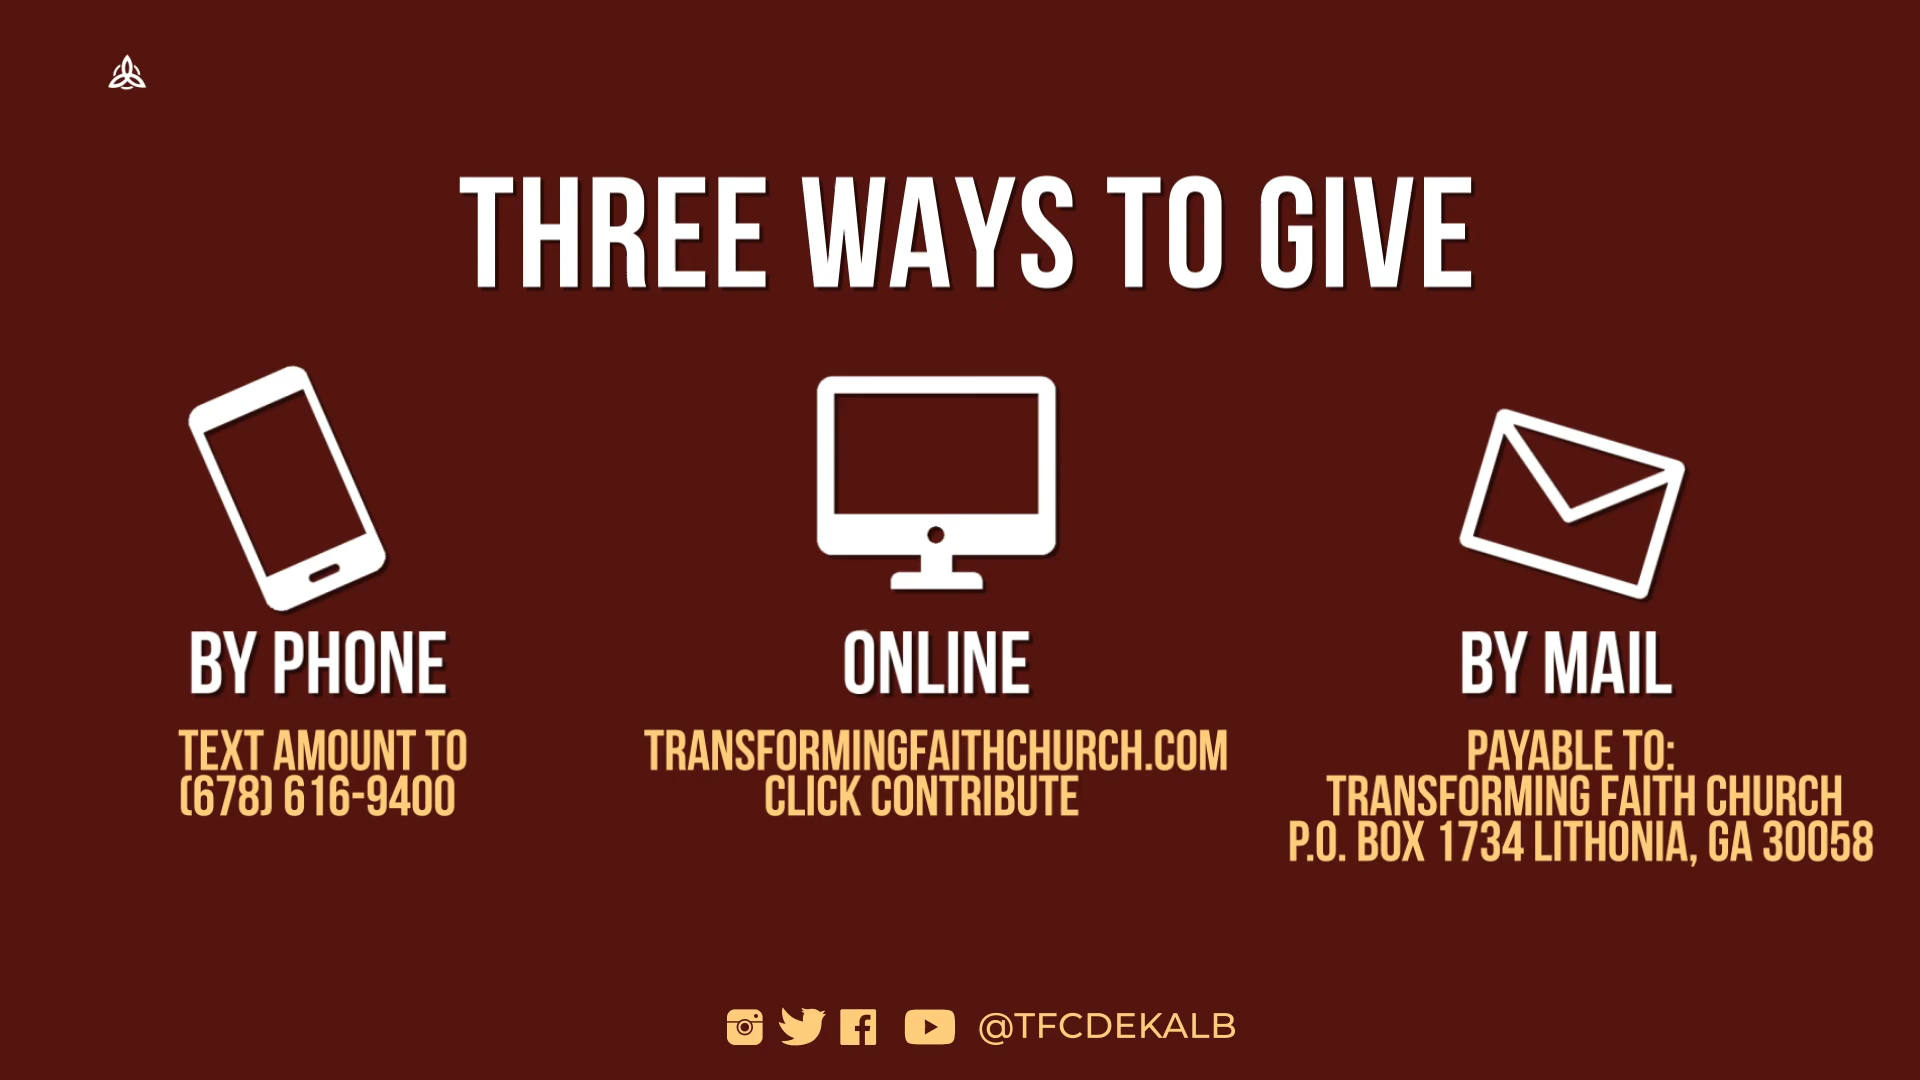 THREE WAYS TO GIVE
BY PHONE
TEXT AMOUNT TO
(678) 616-9400
ONLINE
TRANSFORMINGFAITHCHURCH.COM
CLICK CONTRIBUTE
BY MAIL
PAYABLE TO:
TRANSFORMING FAITH CHURCH
P.O. BOX 1734 LITHONIA, GA 30058
@TFCDEKALB